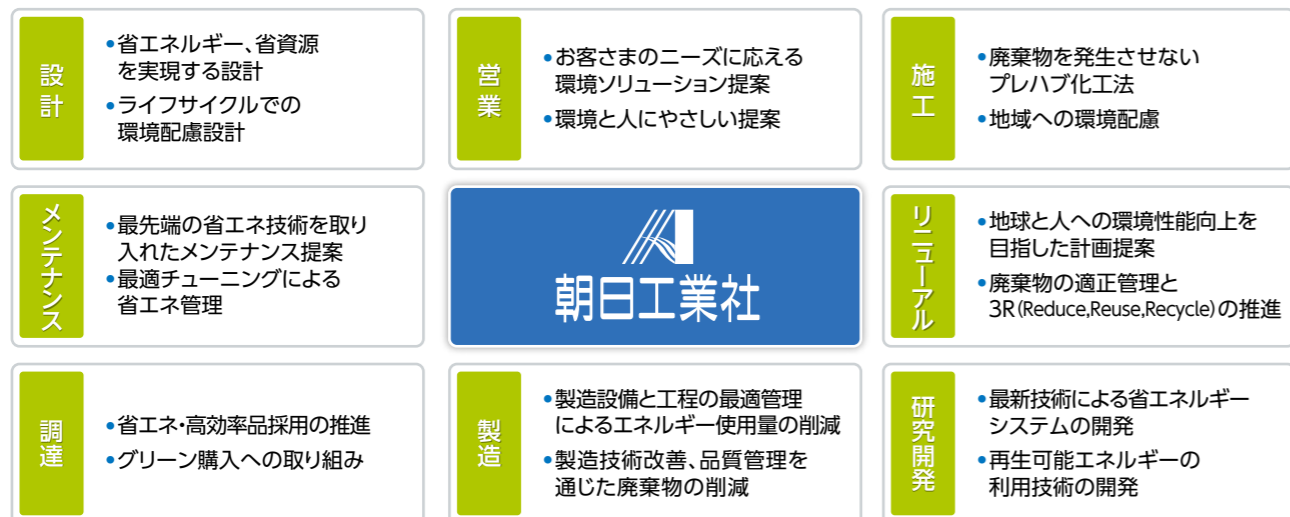 設計
•省エネルギー、省資源
を実現する設計
•ライフサイクルでの
環境配慮設計
営業
•お客さまのニーズに応える
環境ソリューション提案
•環境と人にやさしい提案
施工
•廃棄物を発生させない
プレハブ化工法
•地域への環境配慮
メンテナンス
•最先端の省エネ技術を取り
入れたメンテナンス提案
•最適チューニングによる
省エネ管理
朝日工業社
リニューアル
•地球と人への環境性能向上を
目指した計画提案
•廃棄物の適正管理と
3R(Reduce,Reuse,Recycle)の推進
調達
•省エネ・高効率品採用の推進
•グリーン購入への取り組み
製造
•製造設備と工程の最適管理
によるエネルギー使用量の削減
•製造技術改善、品質管理を
通じた廃棄物の削減
研究開発
•最新技術による省エネルギー
システムの開発
•再生可能エネルギーの
利用技術の開発